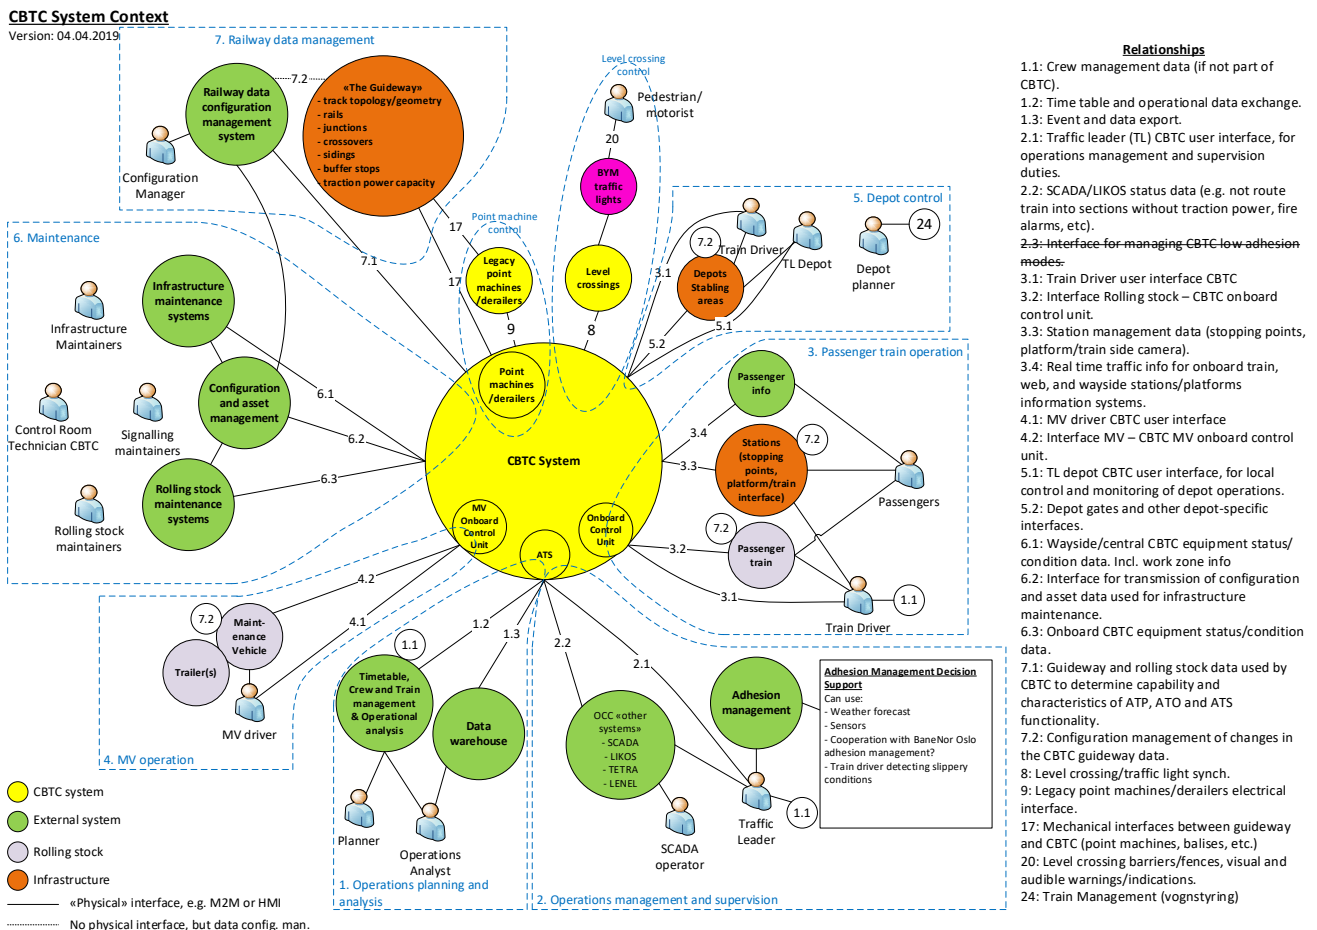 CBTC System Context
Version: 04.04.2019
7. Railway data management
7.2
Railway data
configuration
management
system
«The Guideway»
- track topology/geometry
- rails
- junctions
- crossovers
- sidings
- buffer stops
- traction power capacity
Configuration
Manager
Level crossing
control
Pedestrian/
motorist
20
BYM
traffic
lights
Level
crossings
8
17
17
7.1
Point machine
control
Legacy
point
machines
/derailers
9
Point
machines
/derailers
5. Depot control
7.2
Train Driver
TL Depot
24
Depot
planner
Depots
Stabling
areas
3.1
5.1
5.2
6. Maintenance
Infrastructure
maintenance
systems
Infrastructure
Maintainers
Configuration
and asset
management
Control Room
Technician CBTC
Signalling
maintainers
Rolling stock
maintenance
systems
Rolling stock
maintainers
6.1
6.2
6.3
CBTC System
MV
Onboard
Control
Unit
ATS
Onboard
Control
Unit
3. Passenger train operation
Passenger
info
7.2
Stations
(stopping
points,
platform/train
interface)
Passengers
7.2
Passenger
train
3.4
3.3
3.2
3.1
1.1
Train Driver
4.2
4.1
7.2
Maint-
enance
Vehicle
Trailer(s)
MV driver
4. MV operation
1.2
1.3
1.1
Timetable,
Crew and Train
management
& Operational
analysis
Data
warehouse
Planner
Operations
Analyst
1. Operations planning and
analysis
2.2
2.1
OCC «other
systems»
- SCADA
- LIKOS
- TETRA
- LENEL
Adhesion
management
Adhesion Management Decision
Support
Can use:
- Weather forecast
- Sensors
- Cooperation with BaneNor Oslo
adhesion management?
- Train driver detecting slippery
conditions
1.1
Traffic
Leader
SCADA
operator
2. Operations management and supervision
CBTC system
External system
Rolling stock
Infrastructure
«Physical» interface, e.g. M2M or HMI
No physical interface, but data config. man.
Relationships
1.1: Crew management data (if not part of
CBTC).
1.2: Time table and operational data exchange.
1.3: Event and data export.
2.1: Traffic leader (TL) CBTC user interface, for
operations management and supervision
duties.
2.2: SCADA/LIKOS status data (e.g. not route
train into sections without traction power, fire
alarms, etc).
2.3: Interface for managing CBTC low adhesion
modes.
3.1: Train Driver user interface CBTC
3.2: Interface Rolling stock – CBTC onboard
control unit.
3.3: Station management data (stopping points,
platform/train side camera).
3.4: Real time traffic info for onboard train,
web, and wayside stations/platforms
information systems.
4.1: MV driver CBTC user interface
4.2: Interface MV – CBTC MV onboard control
unit.
5.1: TL depot CBTC user interface, for local
control and monitoring of depot operations.
5.2: Depot gates and other depot-specific
interfaces.
6.1: Wayside/central CBTC equipment status/
condition data. Incl. work zone info
6.2: Interface for transmission of configuration
and asset data used for infrastructure
maintenance.
6.3: Onboard CBTC equipment status/condition
data.
7.1: Guideway and rolling stock data used by
CBTC to determine capability and
characteristics of ATP, ATO and ATS
functionality.
7.2: Configuration management of changes in
the CBTC guideway data.
8: Level crossing/traffic light synch.
9: Legacy point machines/derailers electrical
interface.
17: Mechanical interfaces between guideway
and CBTC (point machines, balises, etc.)
20: Level crossing barriers/fences, visual and
audible warnings/indications.
24: Train Management (vognstyring)